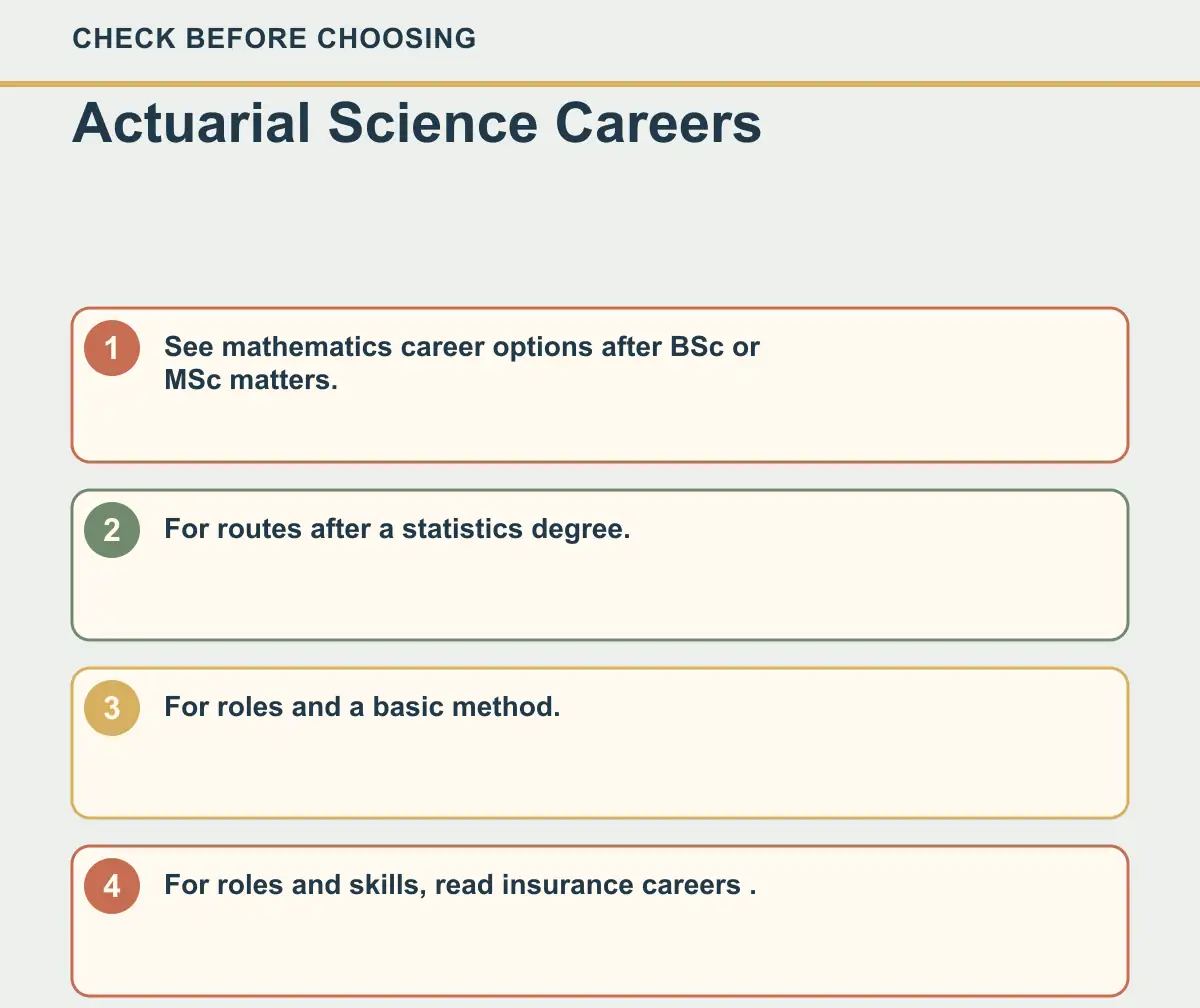 CHECK BEFORE CHOOSING
Actuarial Science Careers
1
See mathematics career options after BSc or
MSc matters.
2
For routes after a statistics degree.
3
For roles and a basic method.
4
For roles and skills, read insurance careers .